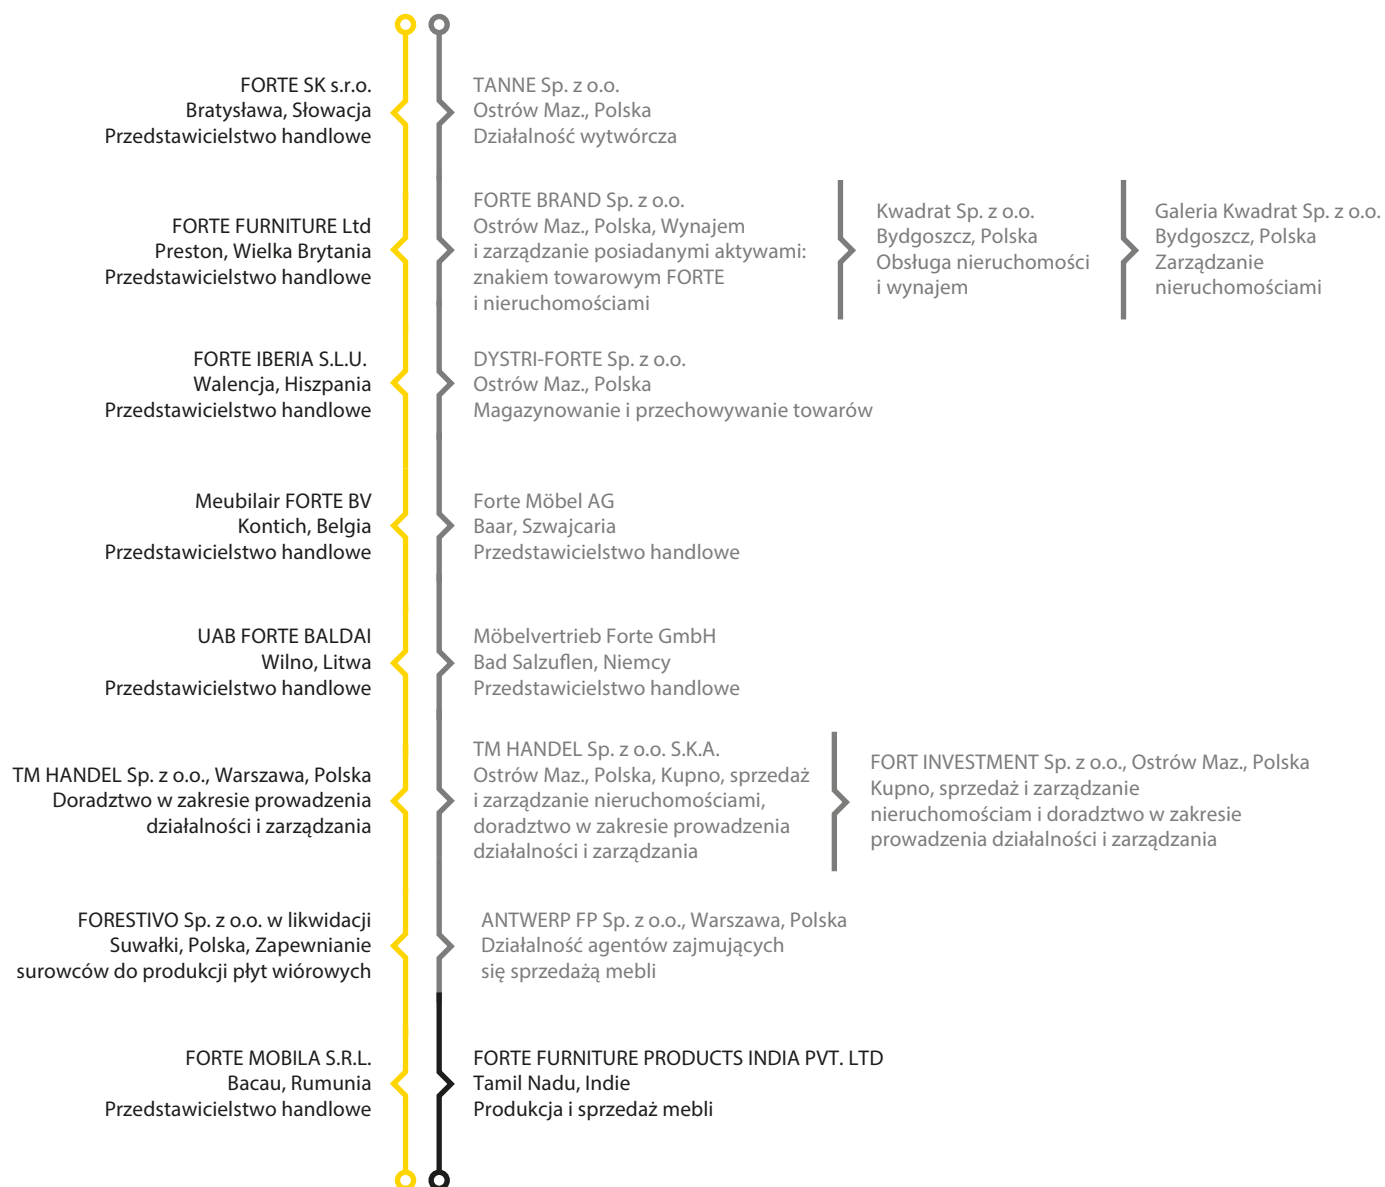 FORTE SK s.r.o.
Bratysława, Słowacja
Przedstawicielstwo handlowe
TANNE Sp. z o.o.
Ostrów Maz., Polska
Działalność wytwórcza
FORTE FURNITURE Ltd
Preston, Wielka Brytania
Przedstawicielstwo handlowe
FORTE BRAND Sp. z o.o.
Ostrów Maz., Polska, Wynajem
i zarządzanie posiadanymi aktywami:
znakiem towarowym FORTE
i nieruchomościami
Kwadrat Sp. z o.o.
Bydgoszcz, Polska
Obsługa nieruchomości
i wynajem
Galeria Kwadrat Sp. z o.o.
Bydgoszcz, Polska
Zarządzanie
nieruchomościami
FORTE IBERIA S.L.U.
Walencja, Hiszpania
Przedstawicielstwo handlowe
DYSTRI-FORTE Sp. z o.o.
Ostrów Maz., Polska
Magazynowanie i przechowywanie towarów
Meubilair FORTE BV
Kontich, Belgia
Przedstawicielstwo handlowe
Forte Möbel AG
Baar, Szwajcaria
Przedstawicielstwo handlowe
UAB FORTE BALDAI
Wilno, Litwa
Przedstawicielstwo handlowe
Möbelvertrieb Forte GmbH
Bad Salzuflen, Niemcy
Przedstawicielstwo handlowe
TM HANDEL Sp. z o.o., Warszawa, Polska
Doradztwo w zakresie prowadzenia
działalności i zarządzania
TM HANDEL Sp. z o.o. S.K.A.
Ostrów Maz., Polska, Kupno, sprzedaż
i zarządzanie nieruchomościami,
doradztwo w zakresie prowadzenia
działalności i zarządzania
FORT INVESTMENT Sp. z o.o., Ostrów Maz., Polska
Kupno, sprzedaż i zarządzanie
nieruchomościam i doradztwo w zakresie
prowadzenia działalności i zarządzania
FORESTIVO Sp. z o.o. w likwidacji
Suwałki, Polska, Zapewnianie
surowców do produkcji płyt wiórowych
ANTWERP FP Sp. z o.o., Warszawa, Polska
Działalność agentów zajmujących
się sprzedażą mebli
FORTE MOBILA S.R.L.
Bacau, Rumunia
Przedstawicielstwo handlowe
FORTE FURNITURE PRODUCTS INDIA PVT. LTD
Tamil Nadu, Indie
Produkcja i sprzedaż mebli